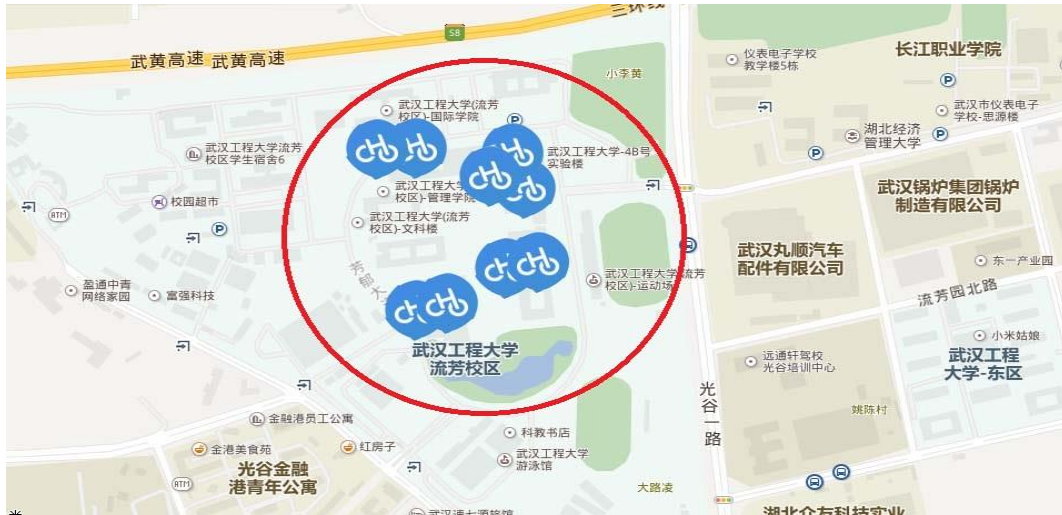 三环线
S8
武黄高速 武黄高速
长江职业学院
仪表电子学校
教学楼5栋
小李黄
P
武汉工程大学(流芳
校区)-国际学院
P
武汉市仪表电子
学校-思源楼
湖北经济
管理大学
P
P
武汉工程大学(流芳
校区学生宿舍6
武汉工程大学-4B号
实验楼
武汉工程大学
校区)-管理学院
武汉锅炉集团锅炉
制造有限公司
校园超市
ATM
P
武汉工程大学(流芳
校区)-文科楼
武汉丸顺汽车
配件有限公司
东一产业园
芳郁大
武汉工程大学(流芳
校区)-运动场
盈通中青
网络家园
富强科技
流芳园北路
小米姑娘
武汉工程大学
流芳校区
远通轩驾校
光谷培训中心
武汉工程
大学-东区
光谷一路
姚陈村
金融港员工公寓
科教书店
金港美食苑
红房子
武汉工程大学
游泳馆
光谷金融
港青年公寓
ATM
大路凌
湖北众友科技实业